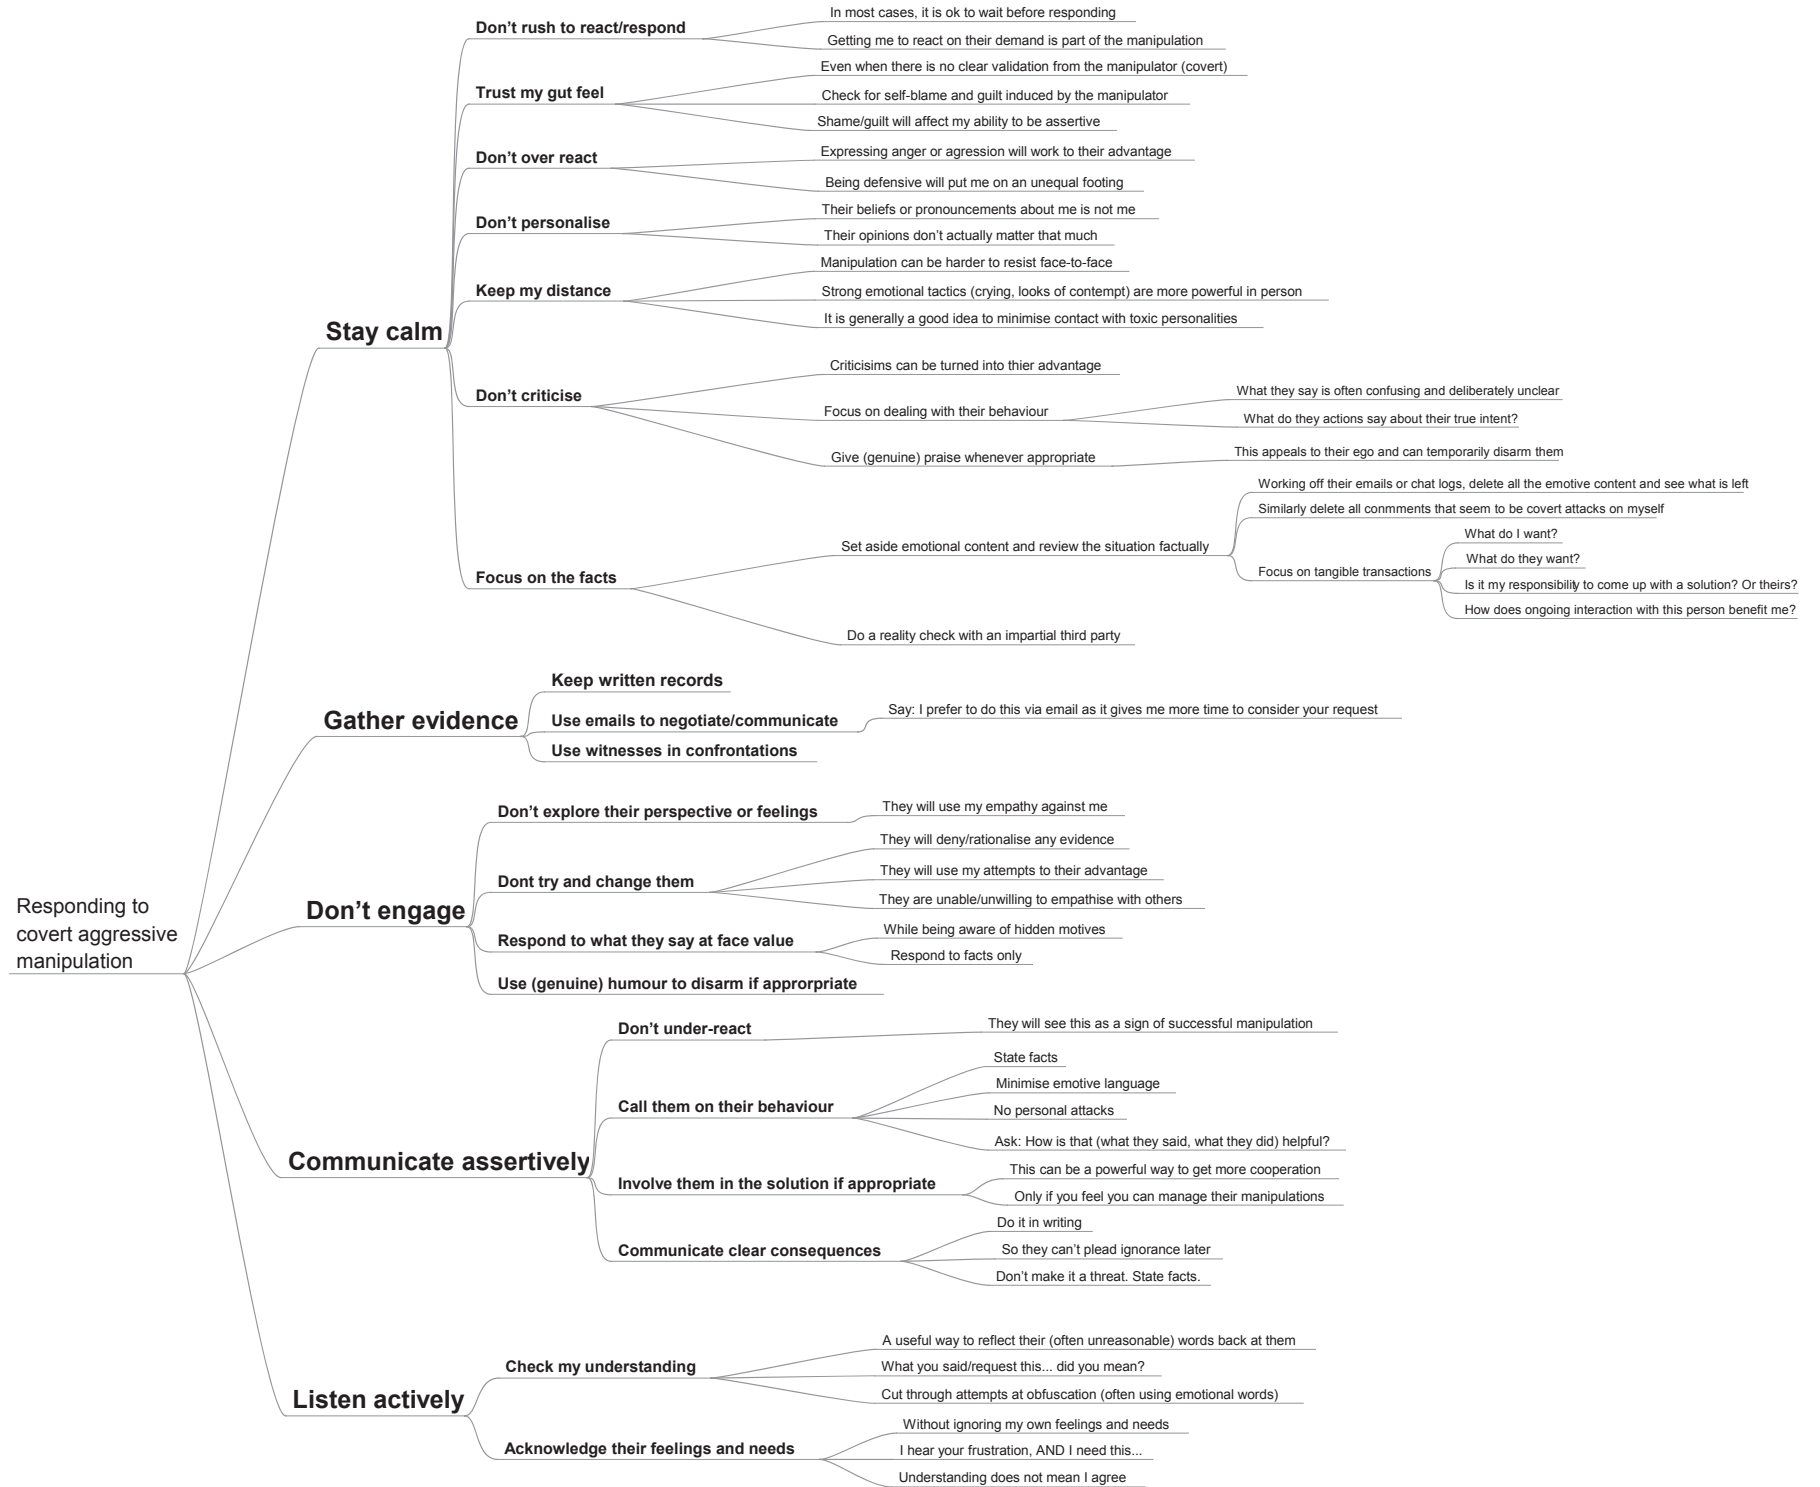 Responding to
covert aggressive
manipulation
Stay calm
Don’t rush to react/respond
In most cases, it is ok to wait before responding
Getting me to react on their demand is part of the manipulation
Trust my gut feel
Even when there is no clear validation from the manipulator (covert)
Check for self-blame and guilt induced by the manipulator
Shame/guilt will affect my ability to be assertive
Don’t over react
Expressing anger or agression will work to their advantage
Being defensive will put me on an unequal footing
Don’t personalise
Their beliefs or pronouncements about me is not me
Their opinions don’t actually matter that much
Keep my distance
Manipulation can be harder to resist face-to-face
Strong emotional tactics (crying, looks of contempt) are more powerful in person
It is generally a good idea to minimise contact with toxic personalities
Don’t criticise
Criticisims can be turned into thier advantage
Focus on dealing with their behaviour
What they say is often confusing and deliberately unclear
What do they actions say about their true intent?
Give (genuine) praise whenever appropriate
This appeals to their ego and can temporarily disarm them
Focus on the facts
Set aside emotional content and review the situation factually
Working off their emails or chat logs, delete all the emotive content and see what is left
Similarly delete all conmments that seem to be covert attacks on myself
Focus on tangible transactions
What do I want?
What do they want?
Is it my responsibility to come up with a solution? Or theirs?
How does ongoing interaction with this person benefit me?
Do a reality check with an impartial third party
Gather evidence
Keep written records
Use emails to negotiate/communicate
Say: I prefer to do this via email as it gives me more time to consider your request
Use witnesses in confrontations
Don’t engage
Don’t explore their perspective or feelings
They will use my empathy against me
Dont try and change them
They will deny/rationalise any evidence
They will use my attempts to their advantage
They are unable/unwilling to empathise with others
Respond to what they say at face value
While being aware of hidden motives
Respond to facts only
Use (genuine) humour to disarm if approrpriate
Communicate assertively
Don’t under-react
They will see this as a sign of successful manipulation
Call them on their behaviour
State facts
Minimise emotive language
No personal attacks
Ask: How is that (what they said, what they did) helpful?
Involve them in the solution if appropriate
This can be a powerful way to get more cooperation
Only if you feel you can manage their manipulations
Communicate clear consequences
Do it in writing
So they can’t plead ignorance later
Don’t make it a threat. State facts.
Listen actively
Check my understanding
A useful way to reflect their (often unreasonable) words back at them
What you said/request this... did you mean?
Cut through attempts at obfuscation (often using emotional words)
Acknowledge their feelings and needs
Without ignoring my own feelings and needs
I hear your frustration, AND I need this...
Understanding does not mean I agree